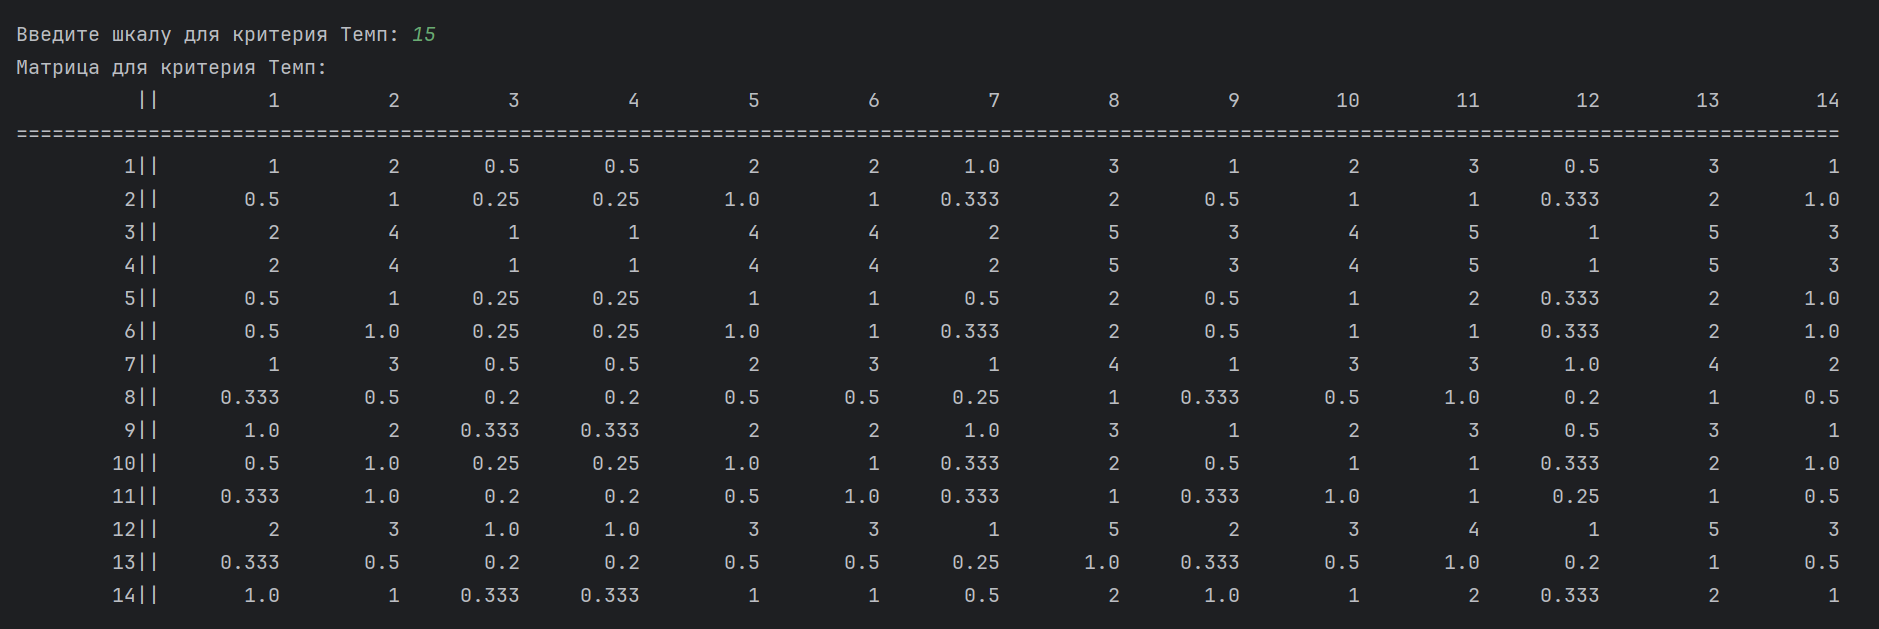 Введите шкалу для критерия Темп: 15
Матрица для критерия Темп:
|| 1 2 3 4 5 6 7 8 9 10 11 12 13 14
========================================================================================================================================================
1|| 1 2 0.5 0.5 2 2 1.0 3 1 2 3 0.5 3 1
2|| 0.5 1 0.25 0.25 1.0 1 0.333 2 0.5 1 1 0.333 2 1.0
3|| 2 4 1 1 4 4 2 5 3 4 5 1 5 3
4|| 2 4 1 1 4 4 2 5 3 4 5 1 5 3
5|| 0.5 1 0.25 0.25 1 1 0.5 2 0.5 1 2 0.333 2 1.0
6|| 0.5 1.0 0.25 0.25 1.0 1 0.333 2 0.5 1 1 0.333 2 1.0
7|| 1 3 0.5 0.5 2 3 1 4 1 3 3 1.0 4 2
8|| 0.333 0.5 0.2 0.2 0.5 0.5 0.25 1 0.333 0.5 1.0 0.2 1 0.5
9|| 1.0 2 0.333 0.333 2 2 1.0 3 1 2 3 0.5 3 1
10|| 0.5 1.0 0.25 0.25 1.0 1 0.333 2 0.5 1 1 0.333 2 1.0
11|| 0.333 1.0 0.2 0.2 0.5 1.0 0.333 1 0.333 1.0 1 0.25 1 0.5
12|| 2 3 1.0 1.0 3 3 1 5 2 3 4 1 5 3
13|| 0.333 0.5 0.2 0.2 0.5 0.5 0.25 1.0 0.333 0.5 1.0 0.2 1 0.5
14|| 1.0 1 0.333 0.333 1 1 0.5 2 1.0 1 2 0.333 2 1